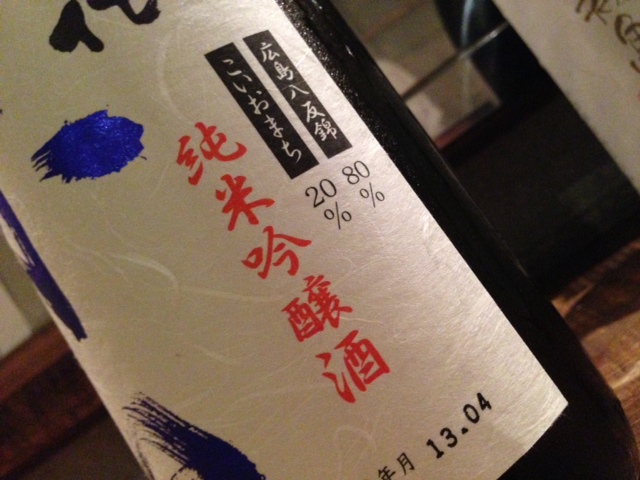 広島八反錦 80%
こいおまち 20%
純米吟醸酒
年月 13.04